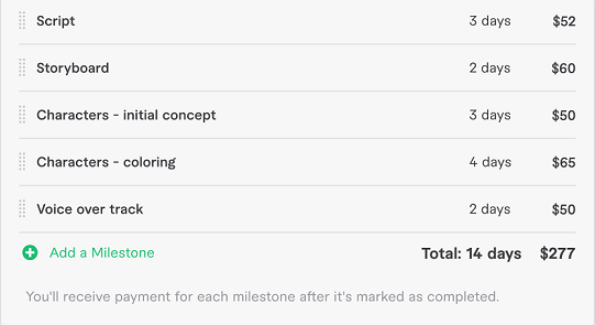 Script 3 days $52
Storyboard 2 days $60
Characters - initial concept 3 days $50
Characters - coloring 4 days $65
Voice over track 2 days $50
Add a Milestone Total: 14 days $277
You'll receive payment for each milestone after it's marked as completed.